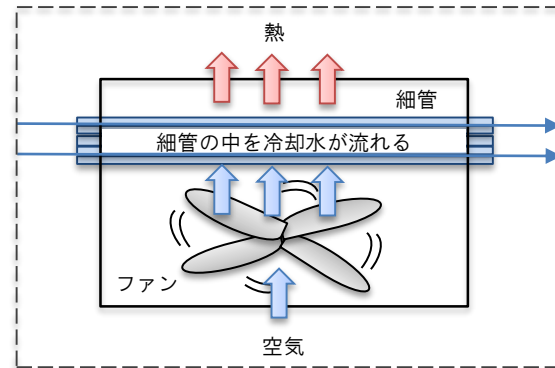 熱
細管
細管の中を冷却水が流れる
ファン
空気